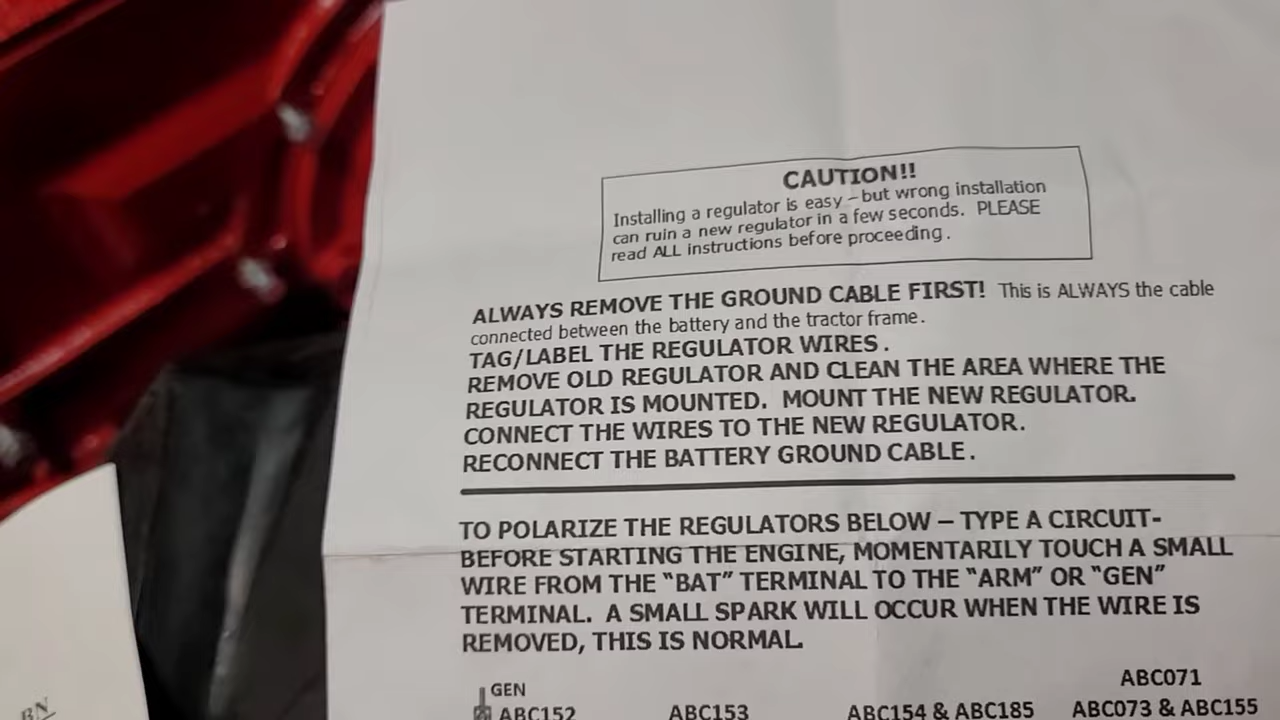 CAUTION!!
Installing a regulator is easy – but wrong installation
can ruin a new regulator in a few seconds. PLEASE
read ALL instructions before proceeding.
ALWAYS REMOVE THE GROUND CABLE FIRST! This is ALWAYS the cable
connected between the battery and the tractor frame.
TAG/LABEL THE REGULATOR WIRES.
REMOVE OLD REGULATOR AND CLEAN THE AREA WHERE THE
REGULATOR IS MOUNTED. MOUNT THE NEW REGULATOR.
CONNECT THE WIRES TO THE NEW REGULATOR.
RECONNECT THE BATTERY GROUND CABLE.
TO POLARIZE THE REGULATORS BELOW – TYPE A CIRCUIT-
BEFORE STARTING THE ENGINE, MOMENTARILY TOUCH A SMALL
WIRE FROM THE “BAT” TERMINAL TO THE “ARM” OR “GEN”
TERMINAL. A SMALL SPARK WILL OCCUR WHEN THE WIRE IS
REMOVED, THIS IS NORMAL.
ABC071
GEN
ABC152 ABC153 ABC154 & ABC185 ABC073 & ABC155